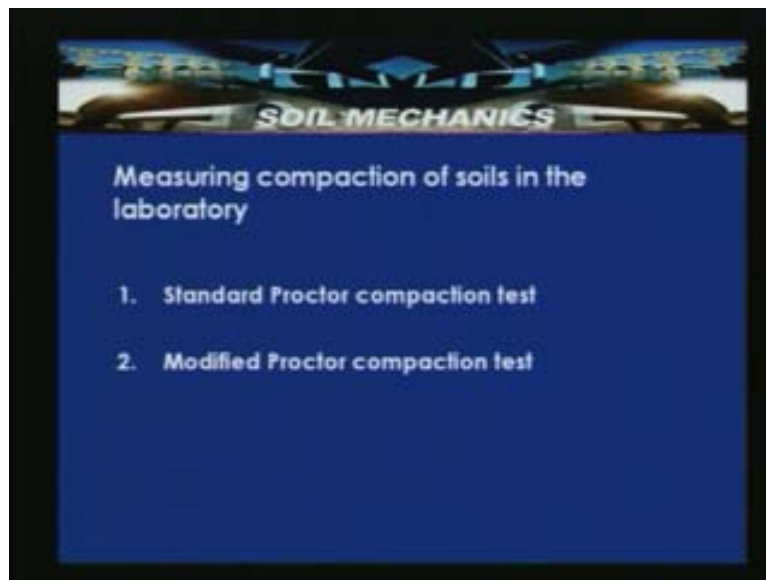 SOIL MECHANICS
Measuring compaction of soils in the
laboratory
1. Standard Proctor compaction test
2. Modified Proctor compaction test